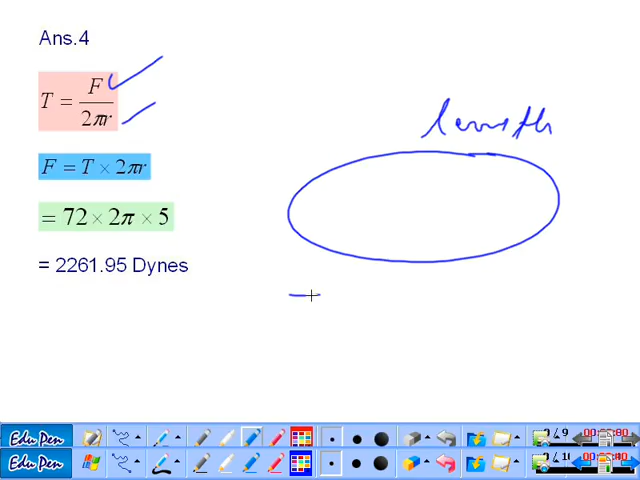 Ans.4
T = F / 2πr
length
F = T × 2πr
= 72 × 2π × 5
= 2261.95 Dynes
Edu Pen
Edu Pen